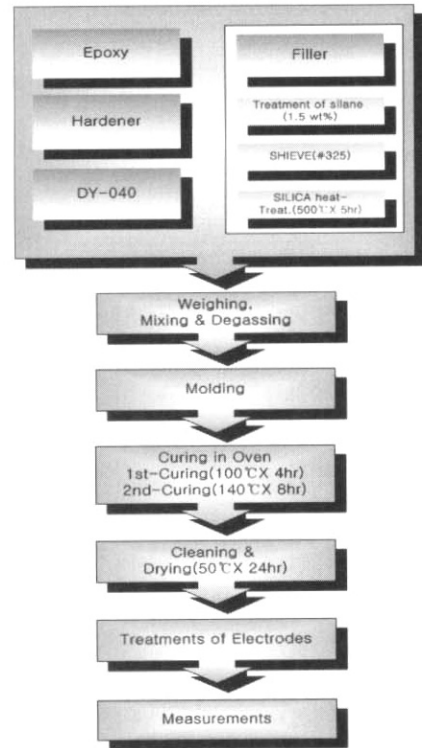 Epoxy
Hardener
DY-040
Filler
Treatment of silane
(1.5 wt%)
SHIEVE(#325)
SILICA heat-
Treat.(500℃X 5hr)
Weighing,
Mixing & Degassing
Molding
Curing in Oven
1st-Curing(100℃X 4hr)
2nd-Curing(140℃X 8hr)
Cleaning &
Drying(50℃X 24hr)
Treatments of Electrodes
Measurements